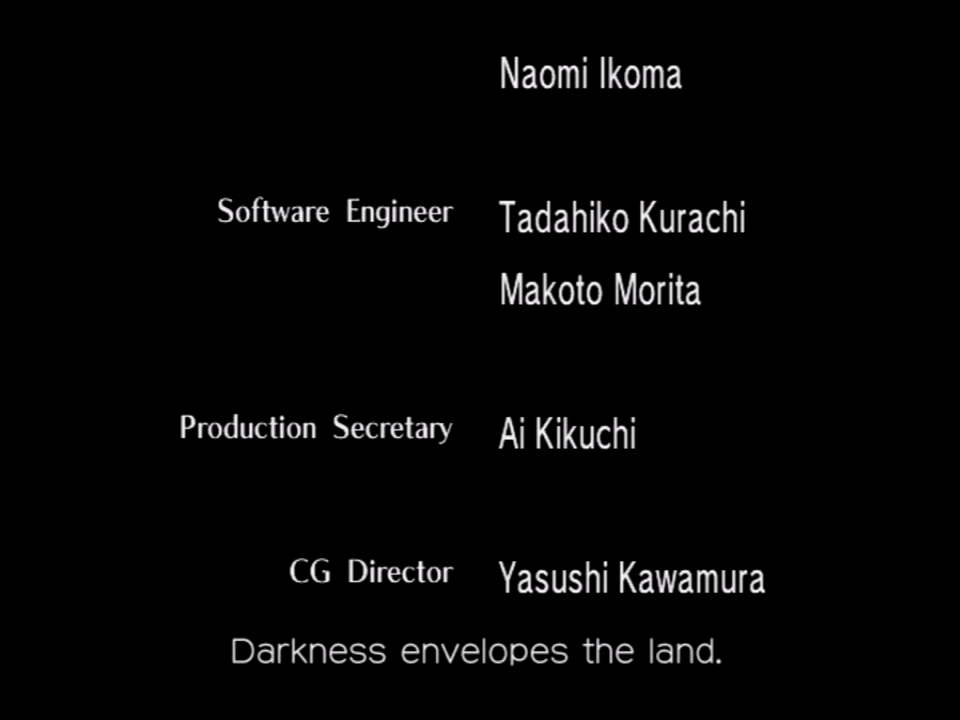 Naomi Ikoma
Software Engineer Tadahiko Kurachi
Makoto Morita
Production Secretary Ai Kikuchi
CG Director Yasushi Kawamura
Darkness envelopes the land.